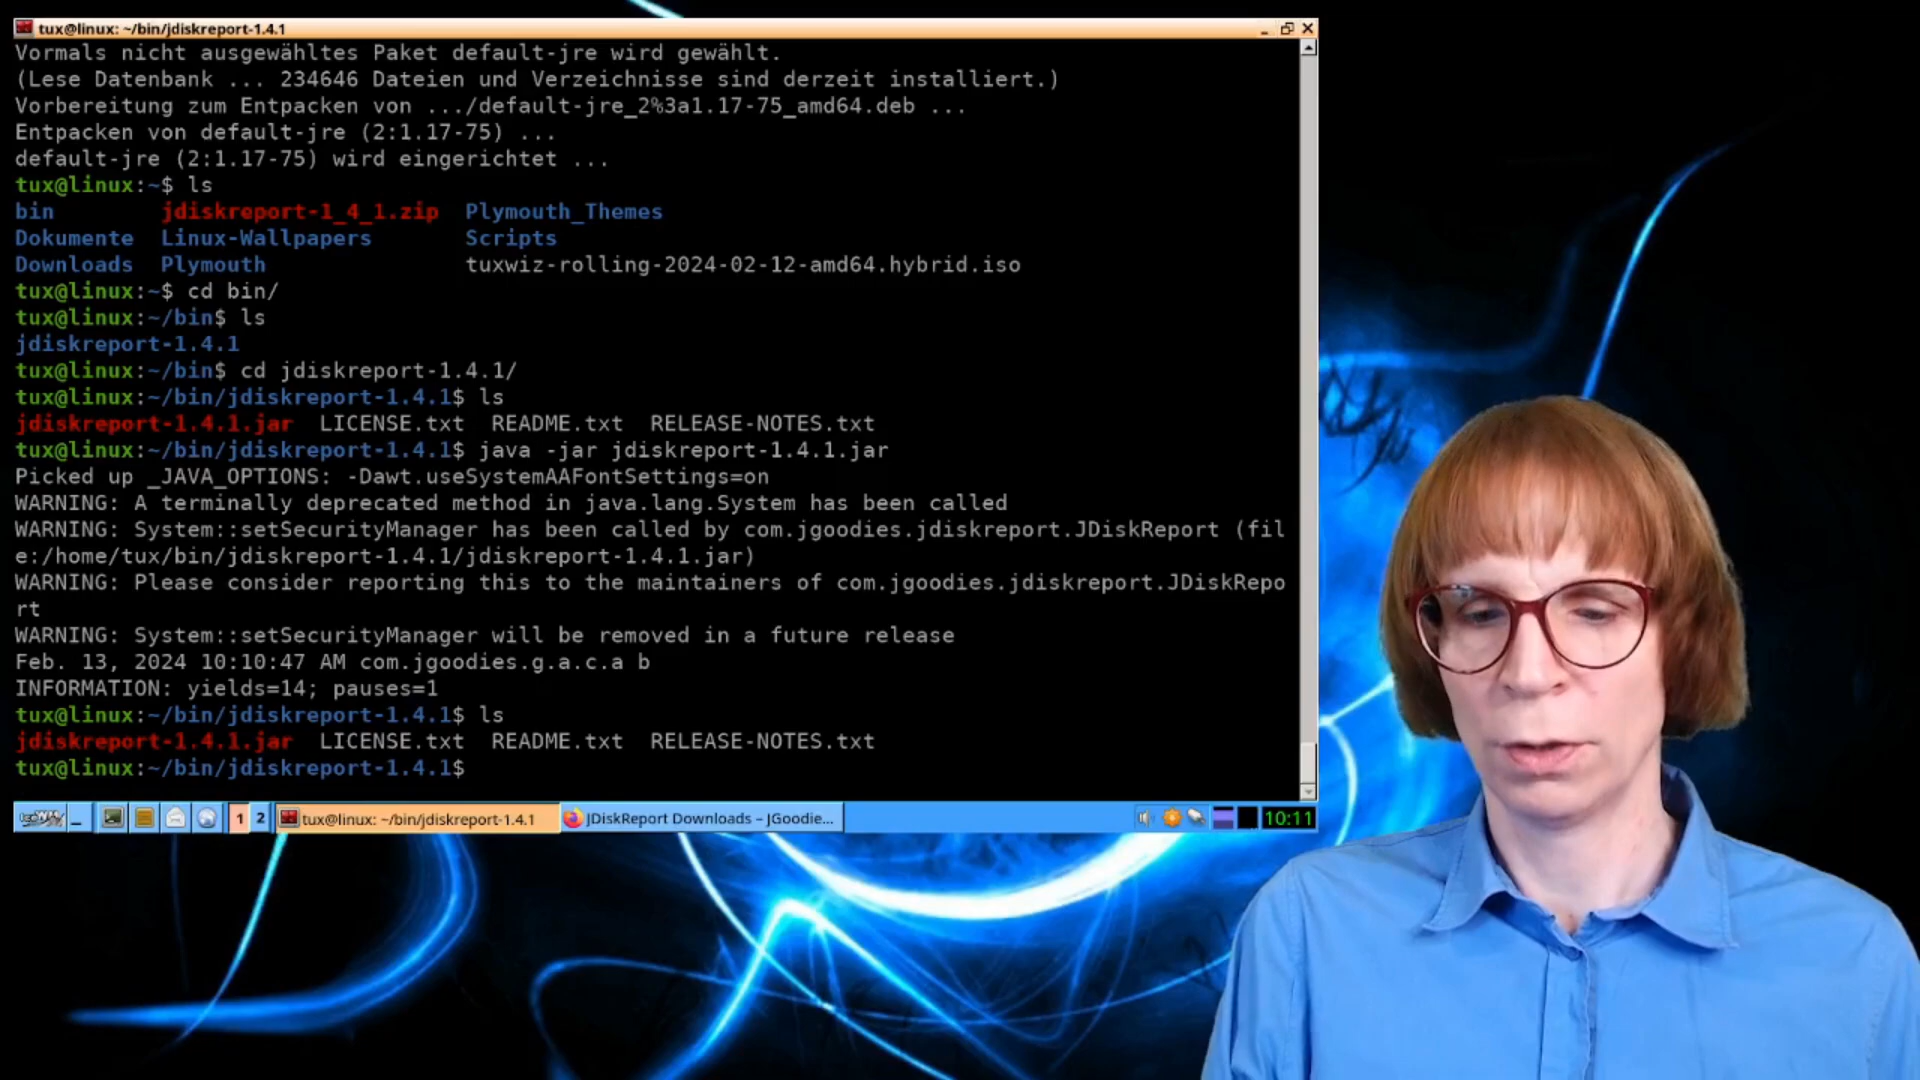 tux@linux: ~/bin/jdiskreport-1.4.1
Vormals nicht ausgewähltes Paket default-jre wird gewählt.
(Lese Datenbank ... 234646 Dateien und Verzeichnisse sind derzeit installiert.)
Vorbereitung zum Entpacken von .../default-jre_2%3a1.17-75_amd64.deb ...
Entpacken von default-jre (2:1.17-75) ...
default-jre (2:1.17-75) wird eingerichtet ...
tux@linux:~$ ls
bin jdiskreport-1_4_1.zip Plymouth_Themes
Dokumente Linux-Wallpapers Scripts
Downloads Plymouth tuxwiz-rolling-2024-02-12-amd64.hybrid.iso
tux@linux:~$ cd bin/
tux@linux:~/bin$ ls
jdiskreport-1.4.1
tux@linux:~/bin$ cd jdiskreport-1.4.1/
tux@linux:~/bin/jdiskreport-1.4.1$ ls
jdiskreport-1.4.1.jar LICENSE.txt README.txt RELEASE-NOTES.txt
tux@linux:~/bin/jdiskreport-1.4.1$ java -jar jdiskreport-1.4.1.jar
Picked up _JAVA_OPTIONS: -Dawt.useSystemAAFontSettings=on
WARNING: A terminally deprecated method in java.lang.System has been called
WARNING: System::setSecurityManager has been called by com.jgoodies.jdiskreport.JDiskReport (fil
e:/home/tux/bin/jdiskreport-1.4.1/jdiskreport-1.4.1.jar)
WARNING: Please consider reporting this to the maintainers of com.jgoodies.jdiskreport.JDiskRepo
rt
WARNING: System::setSecurityManager will be removed in a future release
Feb. 13, 2024 10:10:47 AM com.jgoodies.g.a.c.a b
INFORMATION: yields=14; pauses=1
tux@linux:~/bin/jdiskreport-1.4.1$ ls
jdiskreport-1.4.1.jar LICENSE.txt README.txt RELEASE-NOTES.txt
tux@linux:~/bin/jdiskreport-1.4.1$
1 2 tux@linux: ~/bin/jdiskreport-1.4.1 JDiskReport Downloads – JGoodie... 10:11